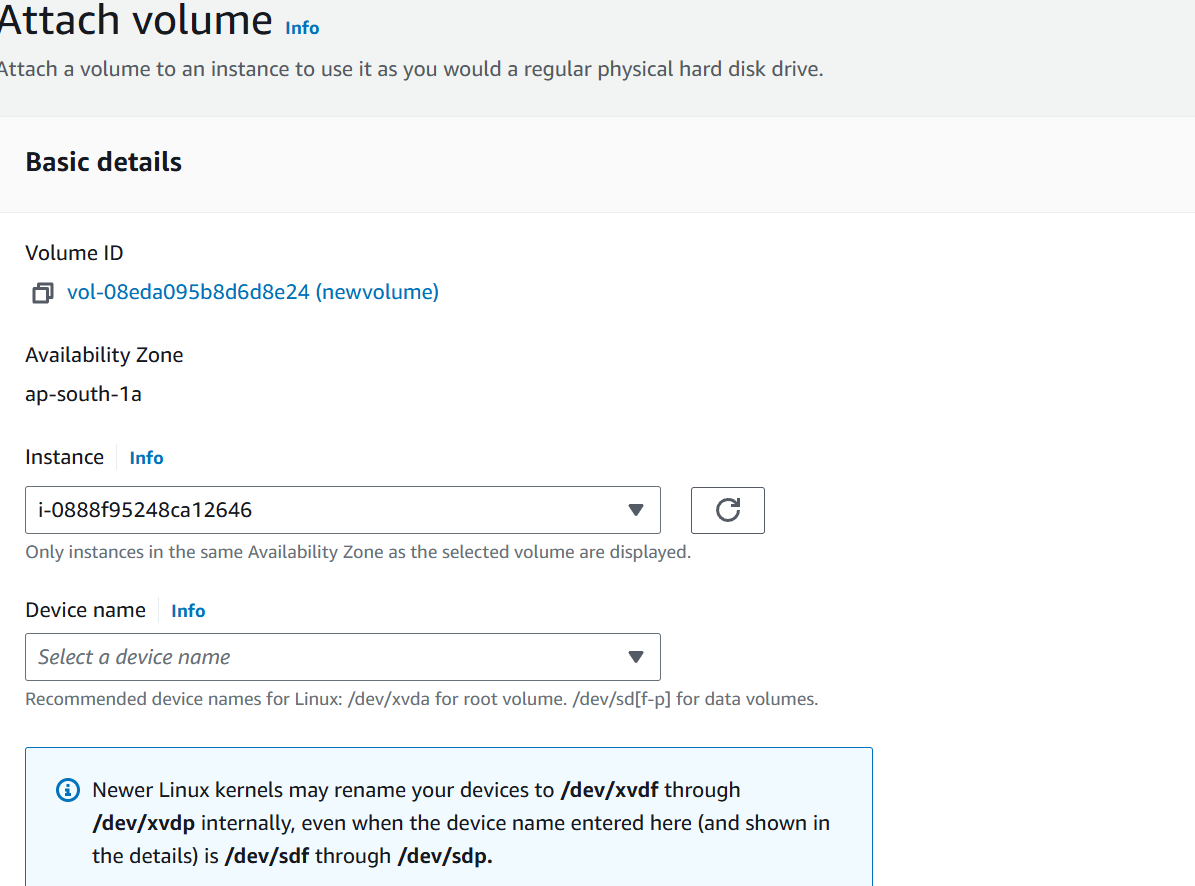 Attach volume Info
Attach a volume to an instance to use it as you would a regular physical hard disk drive.
Basic details
Volume ID
vol-08eda095b8d6d8e24 (newvolume)
Availability Zone
ap-south-1a
Instance Info
i-0888f95248ca12646
Only instances in the same Availability Zone as the selected volume are displayed.
Device name Info
Select a device name
Recommended device names for Linux: /dev/xvda for root volume. /dev/sd[f-p] for data volumes.
Newer Linux kernels may rename your devices to /dev/xvdf through
/dev/xvdp internally, even when the device name entered here (and shown in
the details) is /dev/sdf through /dev/sdp.